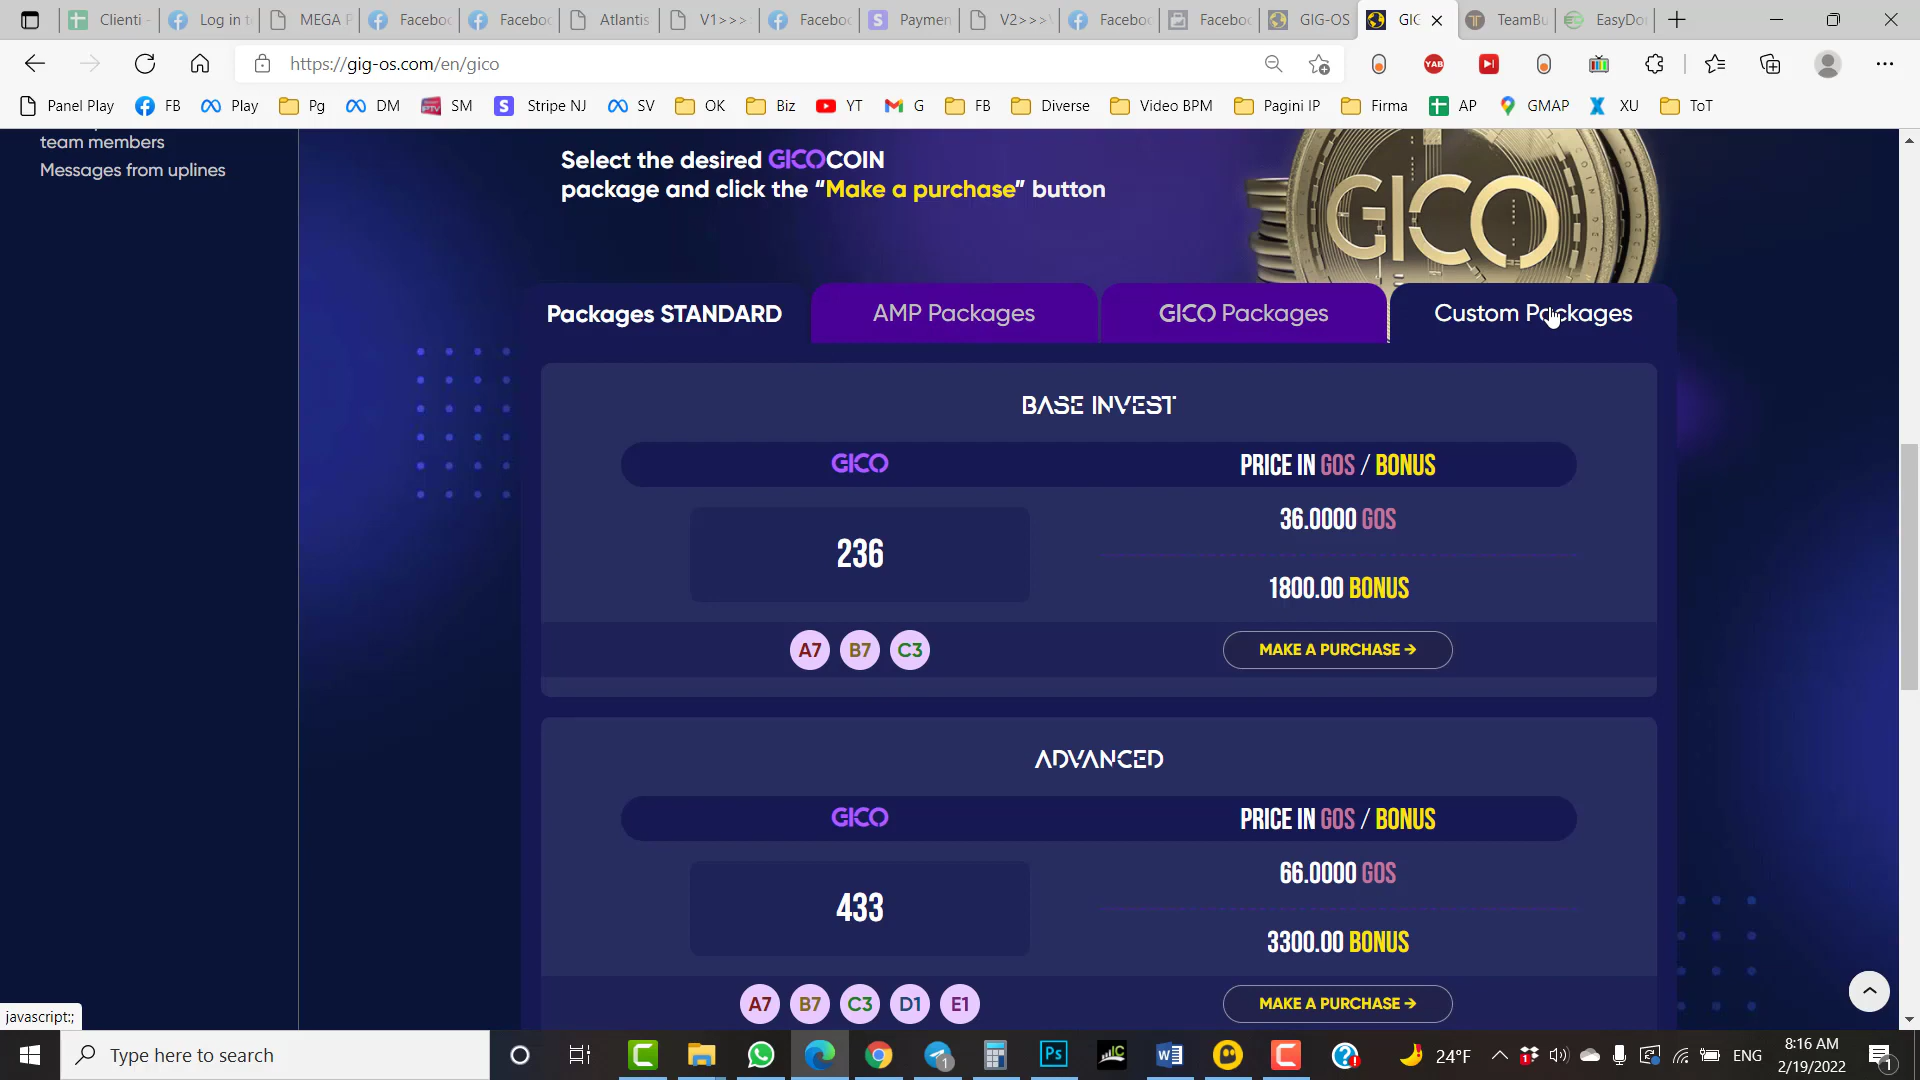 Clienti -
Log in t
MEGA P
Faceboo
Faceboo
Atlantis
V1>>>
Faceboo
Paymen
V2>>>
Faceboo
Faceboo
GIG-OS
GIG
TeamBu
EasyDo
https://gig-os.com/en/gico
YAB
Panel Play
FB
Play
Pg
DM
SM
Stripe NJ
SV
OK
Biz
YT
G
FB
Diverse
Video BPM
Pagini IP
Firma
AP
GMAP
XU
ToT
team members
Messages from uplines
Select the desired GICOCOIN
package and click the “Make a purchase” button
GICO
Packages STANDARD
AMP Packages
GICO Packages
Custom Packages
BASE INVEST
GICO
PRICE IN GOS / BONUS
236
36.0000 GOS
1800.00 BONUS
A7 B7 C3
MAKE A PURCHASE →
ADVANCED
GICO
PRICE IN GOS / BONUS
433
66.0000 GOS
3300.00 BONUS
A7 B7 C3 D1 E1
MAKE A PURCHASE →
javascript:;
Type here to search
Ps
24°F
ENG
8:16 AM
2/19/2022